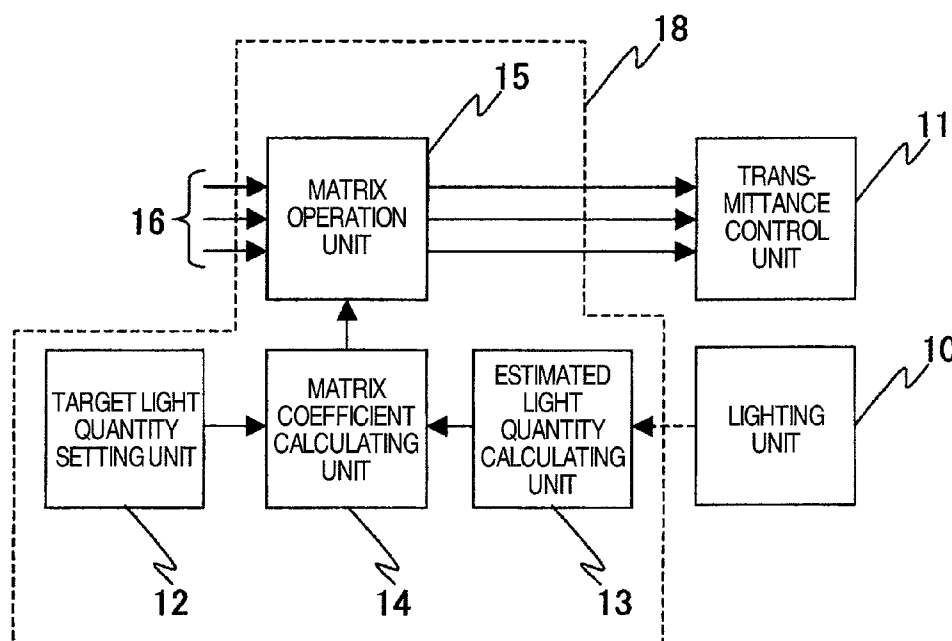 18
15
11
MATRIX
OPERATION
UNIT
TRANS-
MITTANCE
CONTROL
UNIT
16
TARGET LIGHT
QUANTITY
SETTING UNIT
MATRIX
COEFFICIENT
CALCULATING
UNIT
ESTIMATED
LIGHT
QUANTITY
CALCULATING
UNIT
LIGHTING
UNIT
10
12
14
13